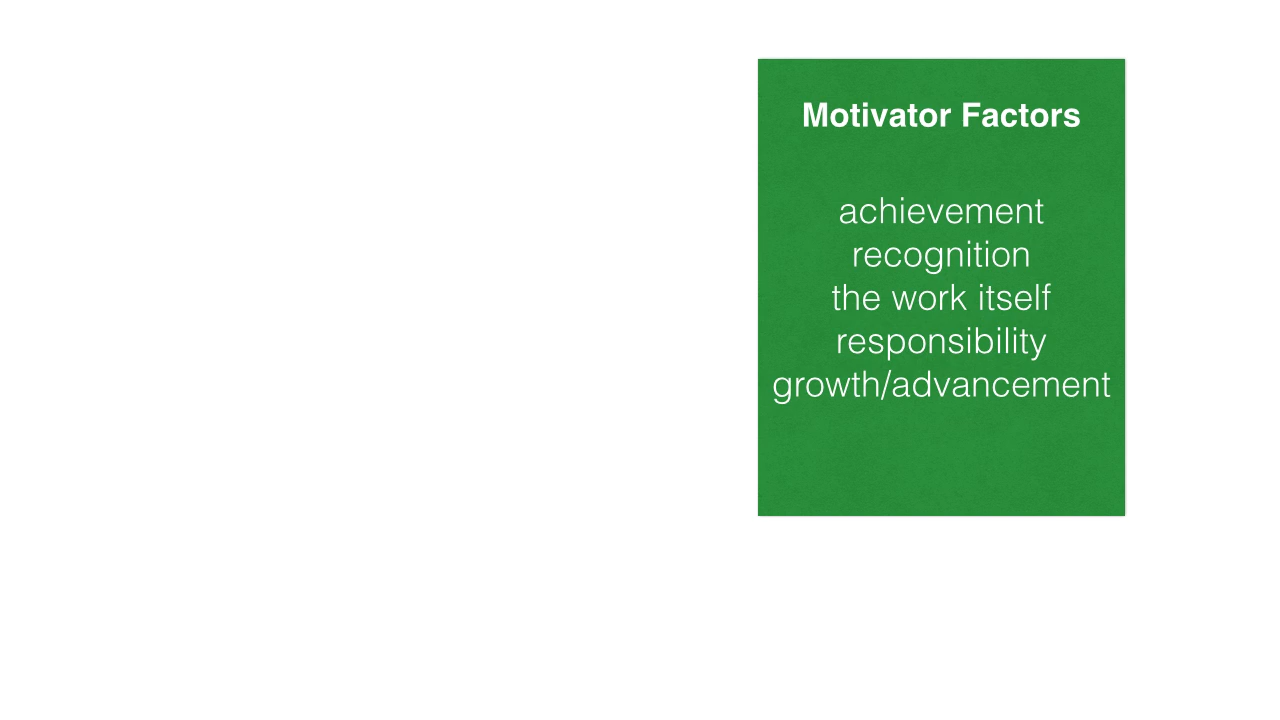 Motivator Factors
achievement
recognition
the work itself
responsibility
growth/advancement